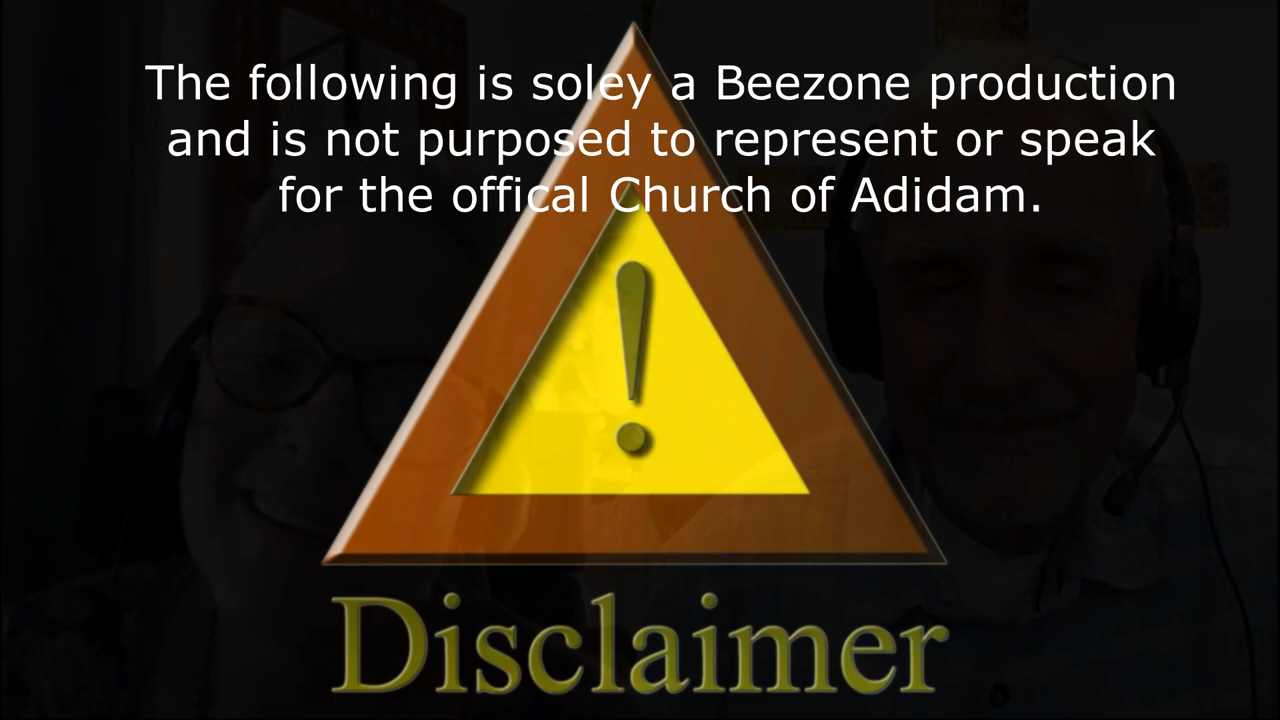 The following is soley a Beezone production
and is not purposed to represent or speak
for the offical Church of Adidam.
!
Disclaimer